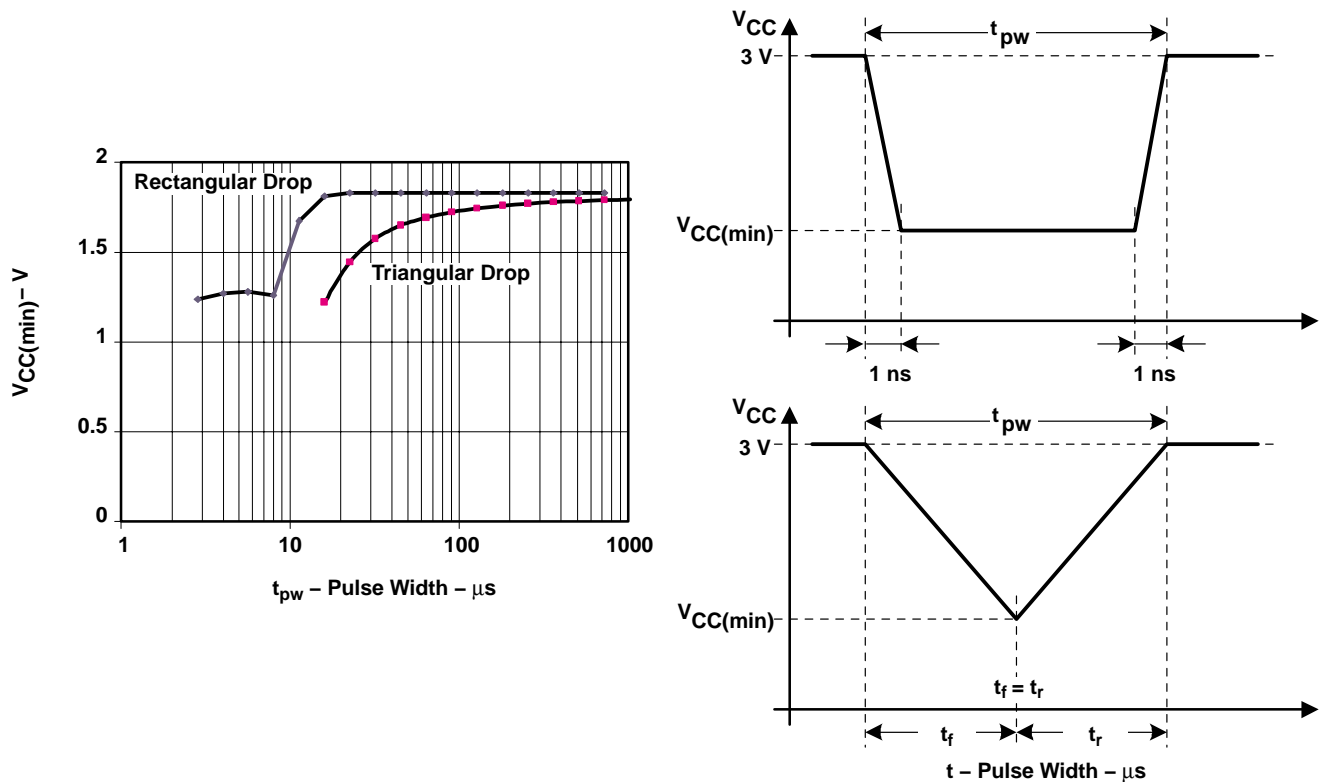 2
1.5
1
0.5
0
VCC(min) – V
Rectangular Drop
Triangular Drop
1
10
100
1000
tpw – Pulse Width – μs
VCC
3 V
tpw
VCC(min)
1 ns
1 ns
VCC
3 V
tpw
VCC(min)
tf = tr
tf
tr
t – Pulse Width – μs